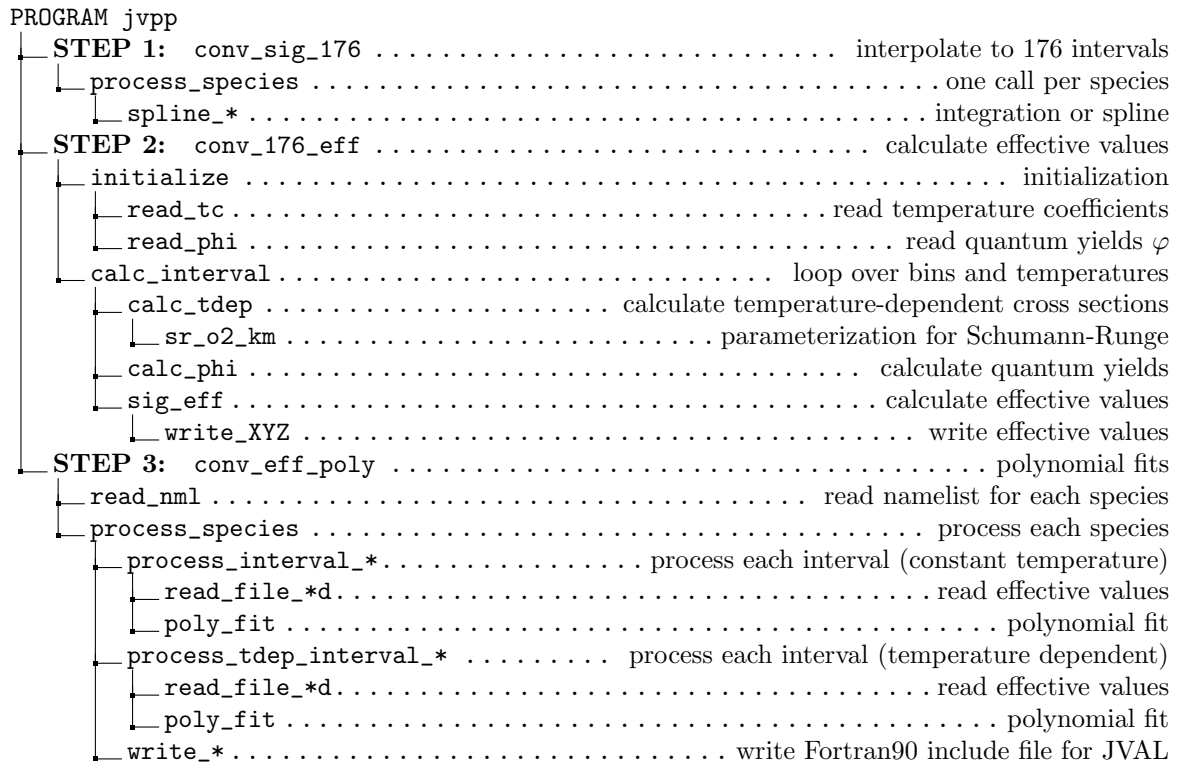 PROGRAM jvpp
STEP 1: conv_sig_176 . . . . . . . . . . . . . . . . . . . . . . . . . . . . . . . . . . interpolate to 176 intervals
process_species . . . . . . . . . . . . . . . . . . . . . . . . . . . . . . . . . . . . . . . . . . . . . . one call per species
spline_* . . . . . . . . . . . . . . . . . . . . . . . . . . . . . . . . . . . . . . . . . . . . . . . . . . integration or spline
STEP 2: conv_176_eff . . . . . . . . . . . . . . . . . . . . . . . . . . . . . . . . . . . . . calculate effective values
initialize . . . . . . . . . . . . . . . . . . . . . . . . . . . . . . . . . . . . . . . . . . . . . . . . . . . . . . . . . . initialization
read_tc . . . . . . . . . . . . . . . . . . . . . . . . . . . . . . . . . . . . . . . . . . . . read temperature coefficients
read_phi . . . . . . . . . . . . . . . . . . . . . . . . . . . . . . . . . . . . . . . . . . . . . . . . read quantum yields φ
calc_interval . . . . . . . . . . . . . . . . . . . . . . . . . . . . . . . . . . . . . loop over bins and temperatures
calc_tdep . . . . . . . . . . . . . . . . . . . . . . . . . . calculate temperature-dependent cross sections
sr_o2_km . . . . . . . . . . . . . . . . . . . . . . . . . . . . . . . . parameterization for Schumann-Runge
calc_phi . . . . . . . . . . . . . . . . . . . . . . . . . . . . . . . . . . . . . . . . . . . . . . calculate quantum yields
sig_eff . . . . . . . . . . . . . . . . . . . . . . . . . . . . . . . . . . . . . . . . . . . . . . . . calculate effective values
write_XYZ . . . . . . . . . . . . . . . . . . . . . . . . . . . . . . . . . . . . . . . . . . . . . . write effective values
STEP 3: conv_eff_poly . . . . . . . . . . . . . . . . . . . . . . . . . . . . . . . . . . . . . . . . . . . . polynomial fits
read_nml . . . . . . . . . . . . . . . . . . . . . . . . . . . . . . . . . . . . . . . . . . . . read namelist for each species
process_species . . . . . . . . . . . . . . . . . . . . . . . . . . . . . . . . . . . . . . . . . . . . . . process each species
process_interval_* . . . . . . . . . . . . . . . . . . . process each interval (constant temperature)
read_file_*d . . . . . . . . . . . . . . . . . . . . . . . . . . . . . . . . . . . . . . . . . . . . read effective values
poly_fit . . . . . . . . . . . . . . . . . . . . . . . . . . . . . . . . . . . . . . . . . . . . . . . . . . . . . polynomial fit
process_tdep_interval_* . . . . . . . . . process each interval (temperature dependent)
read_file_*d . . . . . . . . . . . . . . . . . . . . . . . . . . . . . . . . . . . . . . . . . . . . read effective values
poly_fit . . . . . . . . . . . . . . . . . . . . . . . . . . . . . . . . . . . . . . . . . . . . . . . . . . . . . polynomial fit
write_* . . . . . . . . . . . . . . . . . . . . . . . . . . . . . . . . . . . . . write Fortran90 include file for JVAL